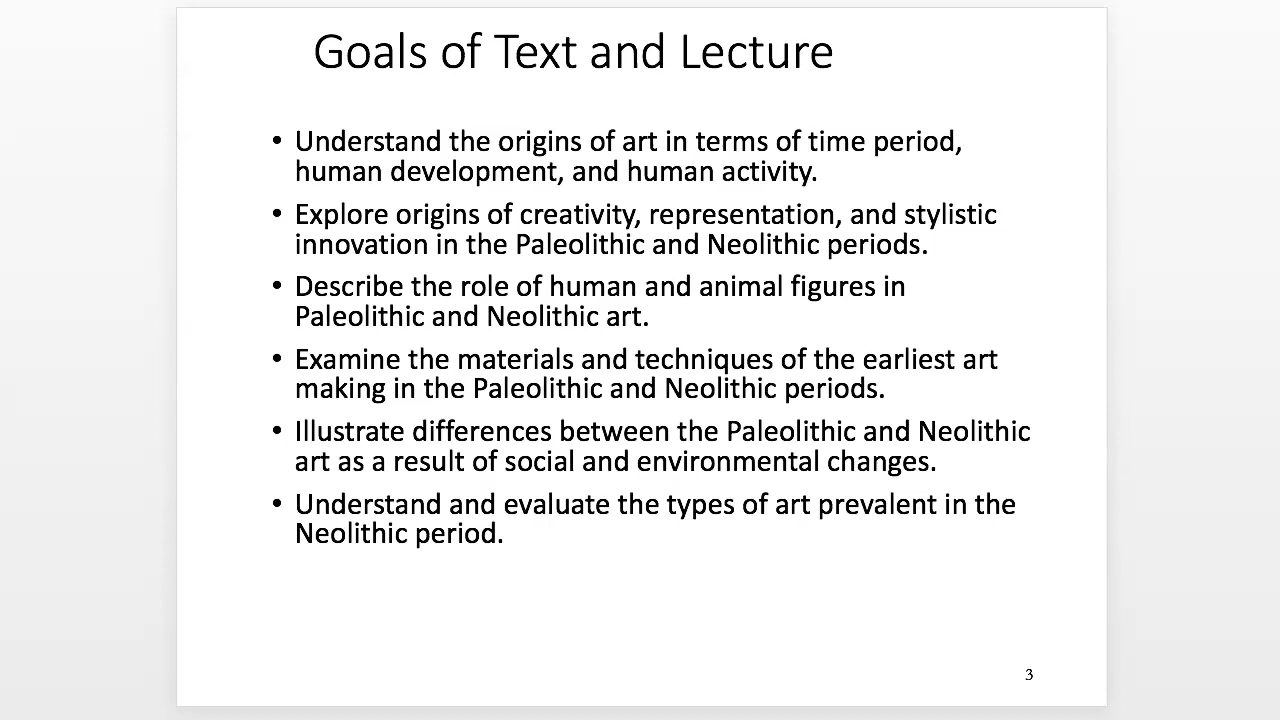 Goals of Text and Lecture
• Understand the origins of art in terms of time period,
human development, and human activity.
• Explore origins of creativity, representation, and stylistic
innovation in the Paleolithic and Neolithic periods.
• Describe the role of human and animal figures in
Paleolithic and Neolithic art.
• Examine the materials and techniques of the earliest art
making in the Paleolithic and Neolithic periods.
• Illustrate differences between the Paleolithic and Neolithic
art as a result of social and environmental changes.
• Understand and evaluate the types of art prevalent in the
Neolithic period.
3